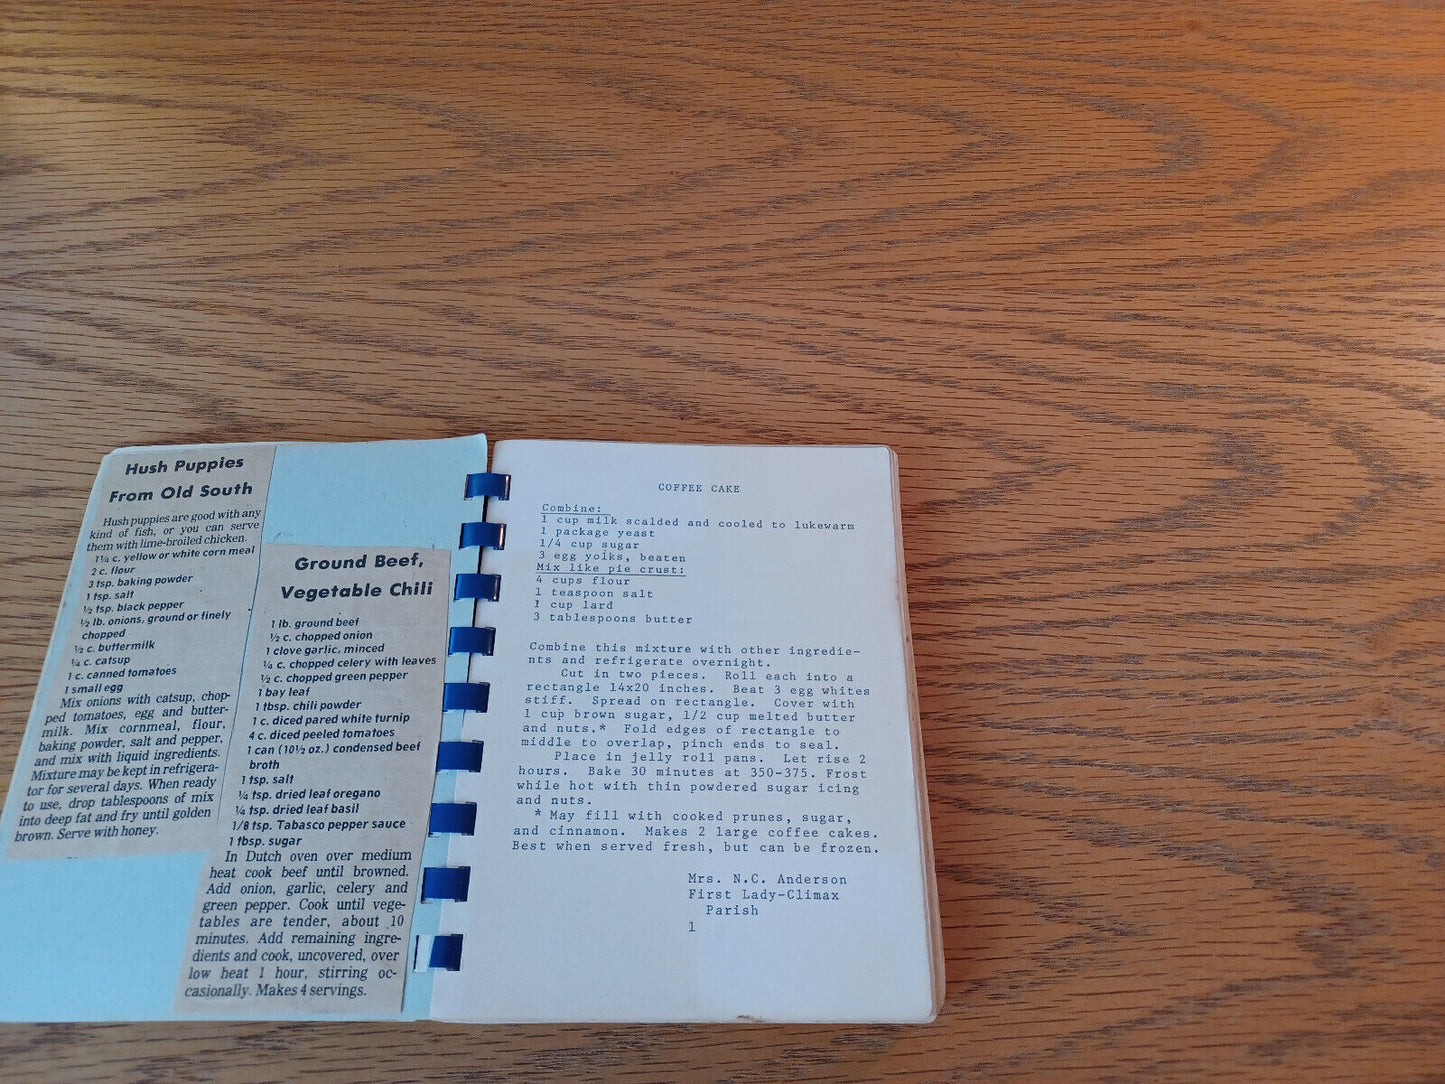 Hush Puppies
From Old South
Hush puppies are good with any
kind of fish, or you can serve
them with lime-broiled chicken.
1¼ c. yellow or white corn meal
2 c. flour
3 tsp. baking powder
1 tsp. salt
½ tsp. black pepper
½ lb. onions, ground or finely
chopped
½ c. buttermilk
¼ c. catsup
1 c. canned tomatoes
1 small egg
Mix onions with catsup, chop-
ped tomatoes, egg and butter-
milk. Mix cornmeal, flour,
baking powder, salt and pepper,
and mix with liquid ingredients.
Mixture may be kept in refrigera-
tor for several days. When ready
to use, drop tablespoons of mix
into deep fat and fry until golden
brown. Serve with honey.
Ground Beef,
Vegetable Chili
1 lb. ground beef
½ c. chopped onion
1 clove garlic, minced
¼ c. chopped celery with leaves
½ c. chopped green pepper
1 bay leaf
1 tbsp. chili powder
1 c. diced pared white turnip
4 c. diced peeled tomatoes
1 can (10½ oz.) condensed beef
broth
1 tsp. salt
¼ tsp. dried leaf oregano
¼ tsp. dried leaf basil
1/8 tsp. Tabasco pepper sauce
1 tbsp. sugar
In Dutch oven over medium
heat cook beef until browned.
Add onion, garlic, celery and
green pepper. Cook until vege-
tables are tender, about 10
minutes. Add remaining ingre-
dients and cook, uncovered, over
low heat 1 hour, stirring oc-
casionally. Makes 4 servings.
COFFEE CAKE
Combine:
1 cup milk scalded and cooled to lukewarm
1 package yeast
1/4 cup sugar
3 egg yolks, beaten
Mix like pie crust:
4 cups flour
1 teaspoon salt
1 cup lard
3 tablespoons butter
Combine this mixture with other ingredie-
nts and refrigerate overnight.
Cut in two pieces. Roll each into a
rectangle 14x20 inches. Beat 3 egg whites
stiff. Spread on rectangle. Cover with
1 cup brown sugar, 1/2 cup melted butter
and nuts.* Fold edges of rectangle to
middle to overlap, pinch ends to seal.
Place in jelly roll pans. Let rise 2
hours. Bake 30 minutes at 350-375. Frost
while hot with thin powdered sugar icing
and nuts.
* May fill with cooked prunes, sugar,
and cinnamon. Makes 2 large coffee cakes.
Best when served fresh, but can be frozen.
Mrs. N.C. Anderson
First Lady-Climax
Parish
1